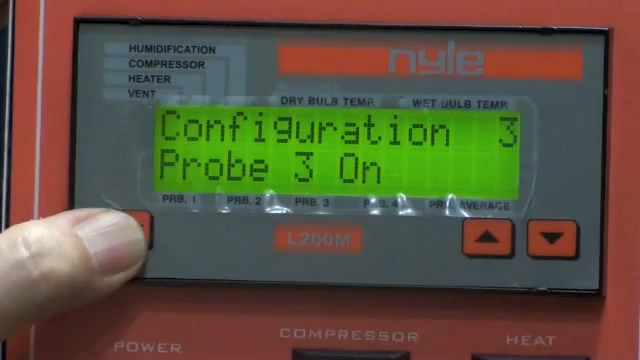 HUMIDIFICATION
COMPRESSOR
HEATER
VENT
nyle
DRY BULB TEMP. WET BULB TEMP.
Configuration 3
Probe 3 On
PRB. 1 PRB. 2 PRB. 3 PRB. 4 AVERAGE
L200M
POWER COMPRESSOR HEAT